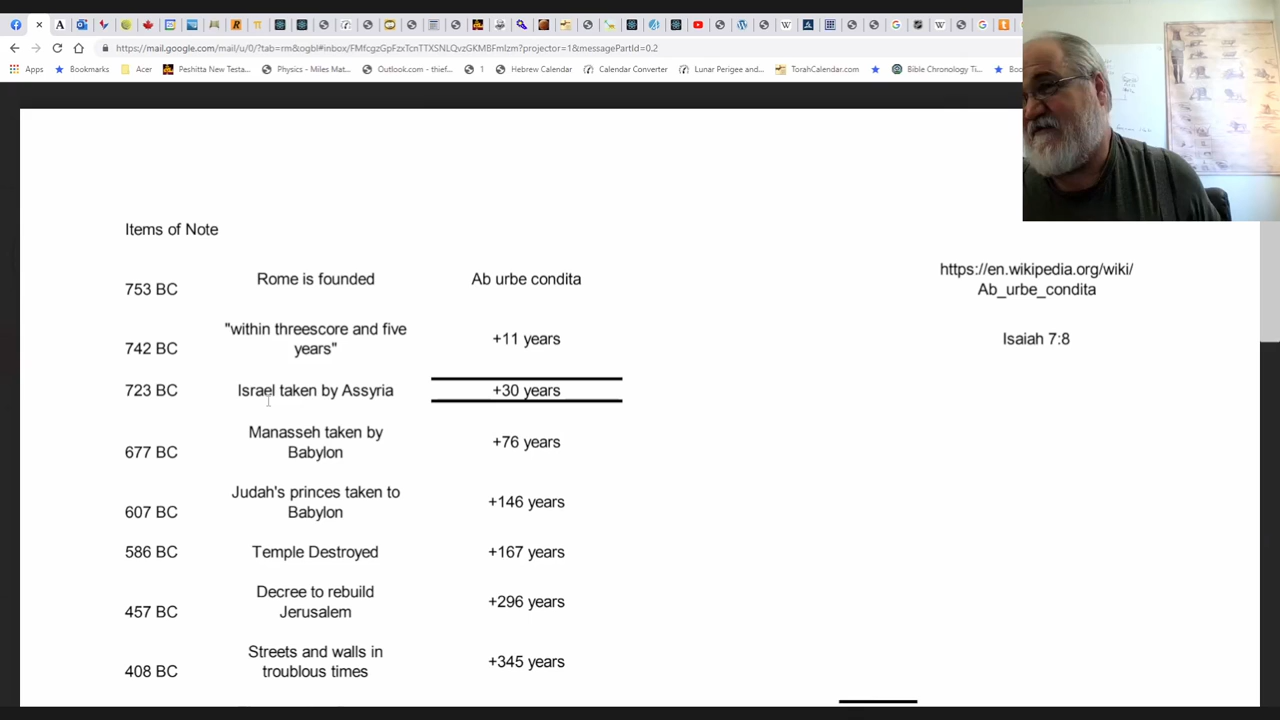 https://mail.google.com/mail/u/0/?tab=rm&ogbl#inbox/FMfcgzGpFzxTcnTTXSNLQvzGKMBFmlzm?projector=1&messagePartId=0.2
Apps Bookmarks Acer Peshitta New Testa... Physics - Miles Mat... Outlook.com - thief... 1 Hebrew Calendar Calendar Converter Lunar Perigee and... TorahCalendar.com Bible Chronology Ti...
Items of Note
753 BC Rome is founded Ab urbe condita https://en.wikipedia.org/wiki/
Ab_urbe_condita
742 BC "within threescore and five
years" +11 years Isaiah 7:8
723 BC Israel taken by Assyria +30 years
677 BC Manasseh taken by
Babylon +76 years
607 BC Judah's princes taken to
Babylon +146 years
586 BC Temple Destroyed +167 years
457 BC Decree to rebuild
Jerusalem +296 years
408 BC Streets and walls in
troublous times +345 years